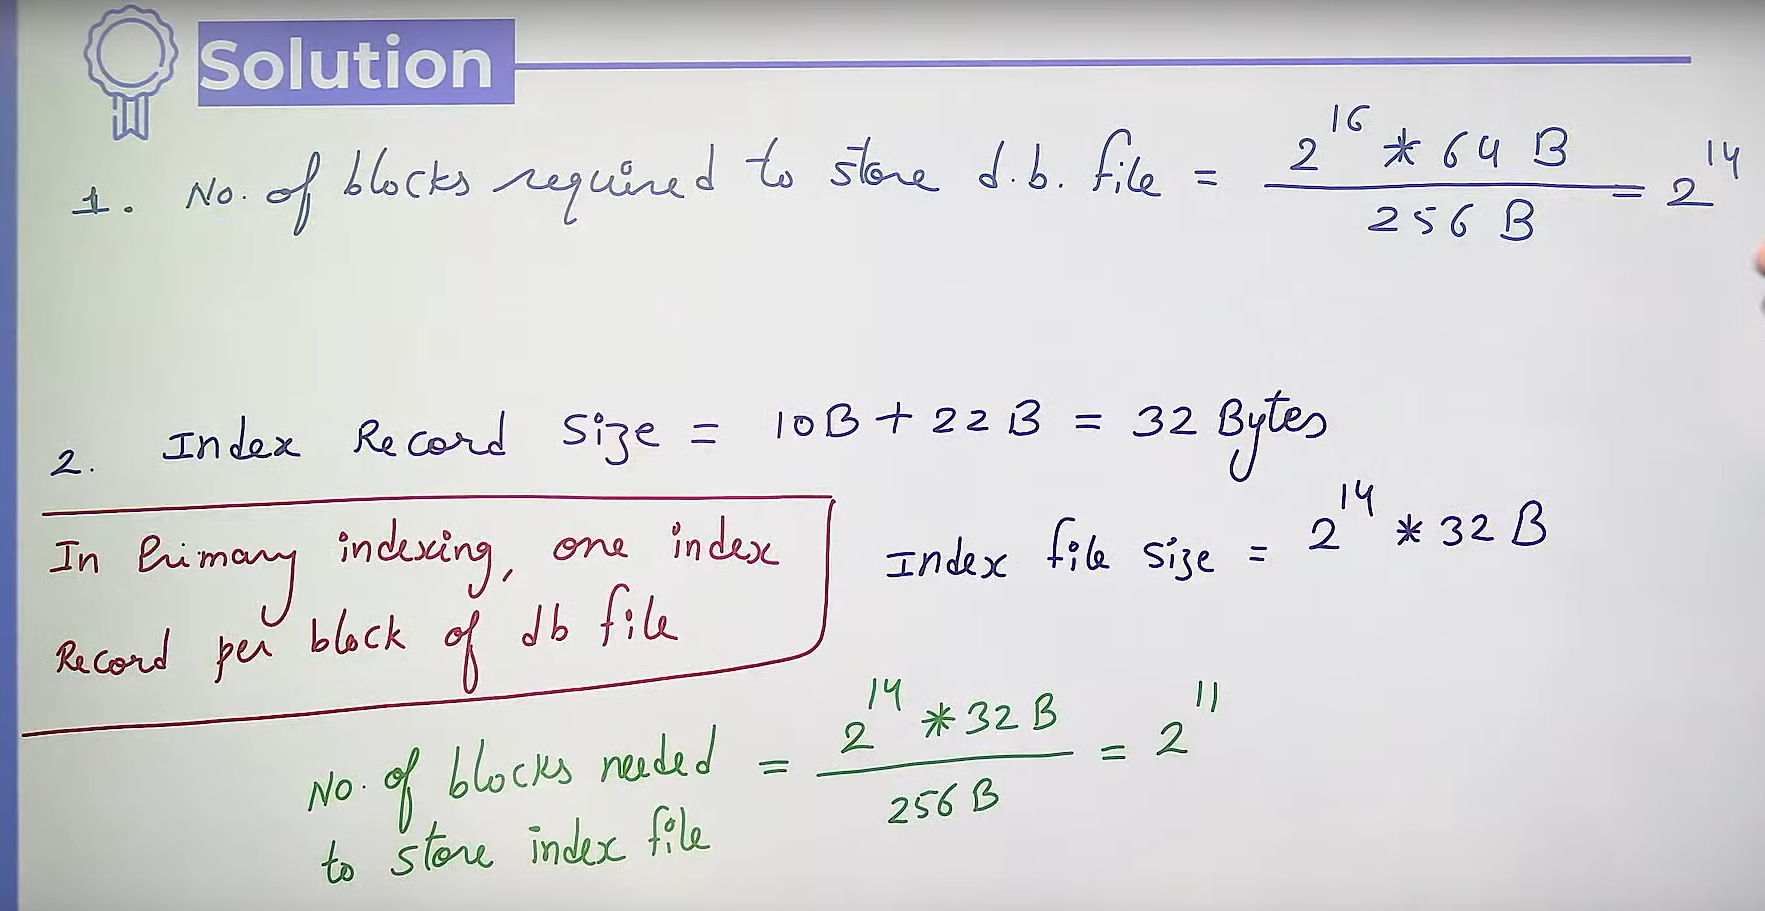 Solution
1. No. of blocks required to store d.b. file = 2^16 * 64 B / 256 B = 2^14
2. Index Record Size = 10B + 22B = 32 Bytes
In Primary indexing, one index
Record per block of db file
Index file size = 2^14 * 32 B
No. of blocks needed = 2^14 * 32 B / 256 B = 2^11
to store index file